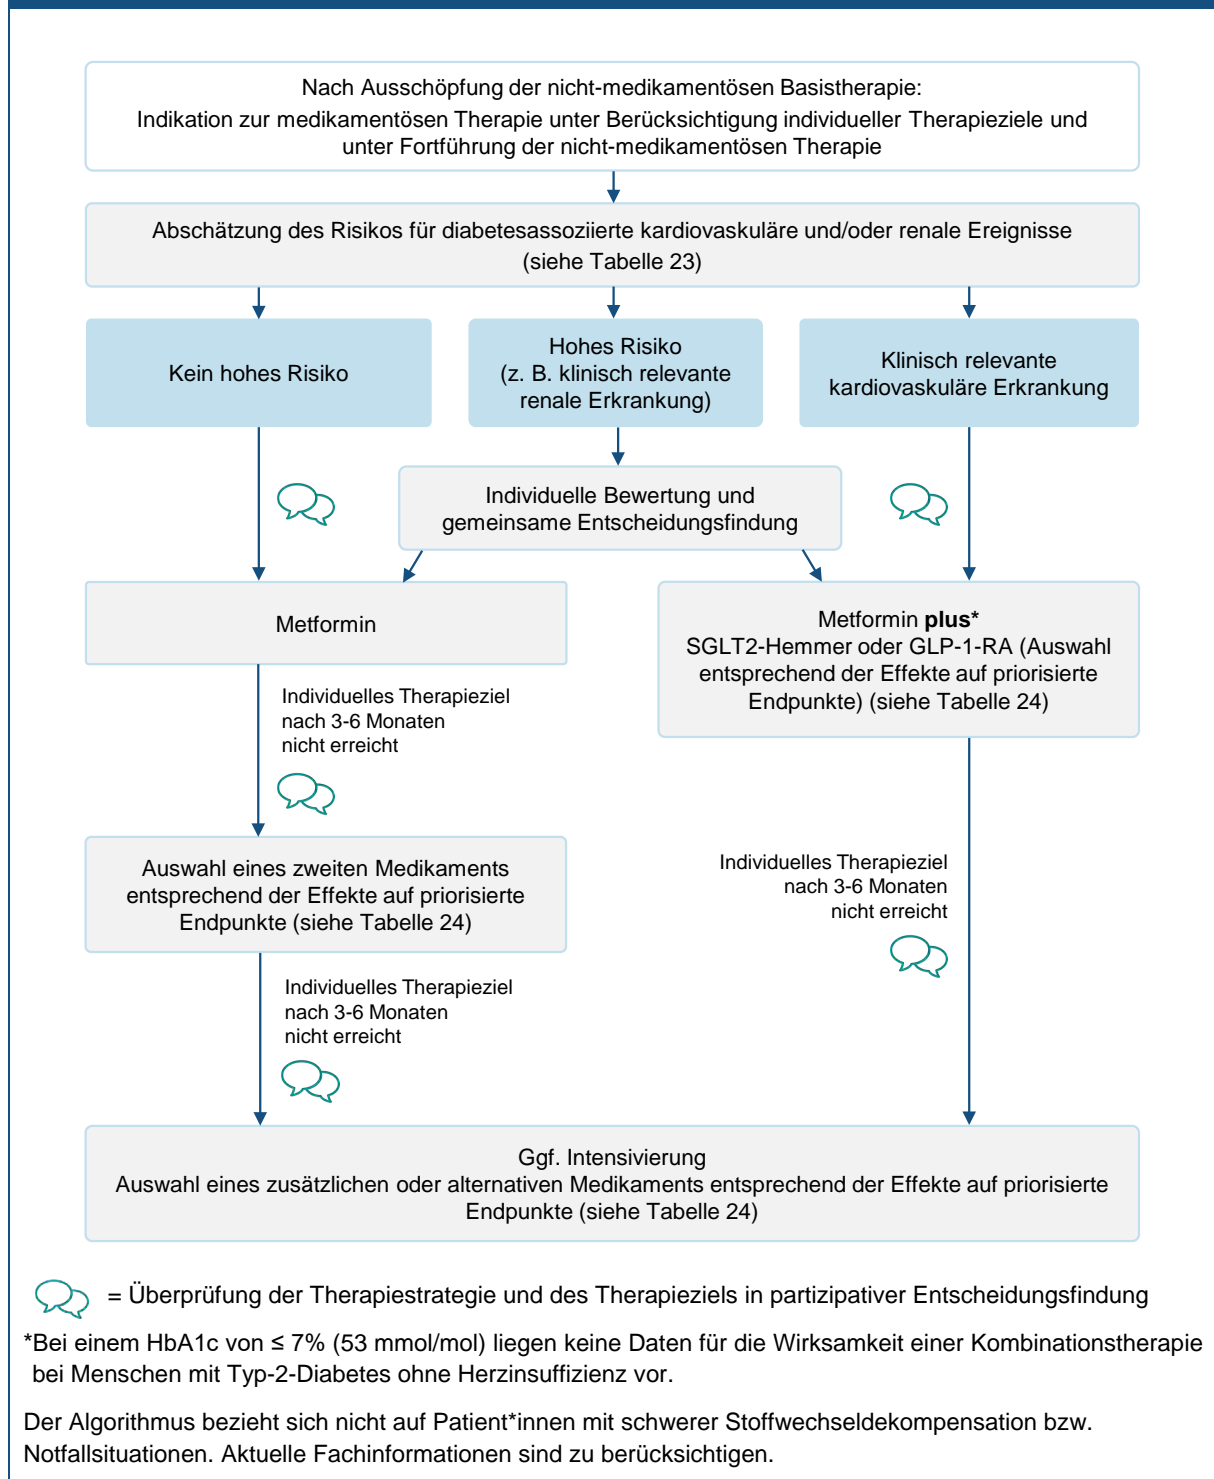 Nach Ausschöpfung der nicht-medikamentösen Basistherapie:
Indikation zur medikamentösen Therapie unter Berücksichtigung individueller Therapieziele und
unter Fortführung der nicht-medikamentösen Therapie
Abschätzung des Risikos für diabetesassoziierte kardiovaskuläre und/oder renale Ereignisse
(siehe Tabelle 23)
Kein hohes Risiko
Hohes Risiko
(z. B. klinisch relevante
renale Erkrankung)
Klinisch relevante
kardiovaskuläre Erkrankung
Individuelle Bewertung und
gemeinsame Entscheidungsfindung
Metformin
Metformin plus*
SGLT2-Hemmer oder GLP-1-RA (Auswahl
entsprechend der Effekte auf priorisierte
Endpunkte) (siehe Tabelle 24)
Individuelles Therapieziel
nach 3-6 Monaten
nicht erreicht
Auswahl eines zweiten Medikaments
entsprechend der Effekte auf priorisierte
Endpunkte (siehe Tabelle 24)
Individuelles Therapieziel
nach 3-6 Monaten
nicht erreicht
Individuelles Therapieziel
nach 3-6 Monaten
nicht erreicht
Ggf. Intensivierung
Auswahl eines zusätzlichen oder alternativen Medikaments entsprechend der Effekte auf priorisierte
Endpunkte (siehe Tabelle 24)
= Überprüfung der Therapiestrategie und des Therapieziels in partizipativer Entscheidungsfindung
*Bei einem HbA1c von ≤ 7% (53 mmol/mol) liegen keine Daten für die Wirksamkeit einer Kombinationstherapie
bei Menschen mit Typ-2-Diabetes ohne Herzinsuffizienz vor.
Der Algorithmus bezieht sich nicht auf Patient*innen mit schwerer Stoffwechseldekompensation bzw.
Notfallsituationen. Aktuelle Fachinformationen sind zu berücksichtigen.